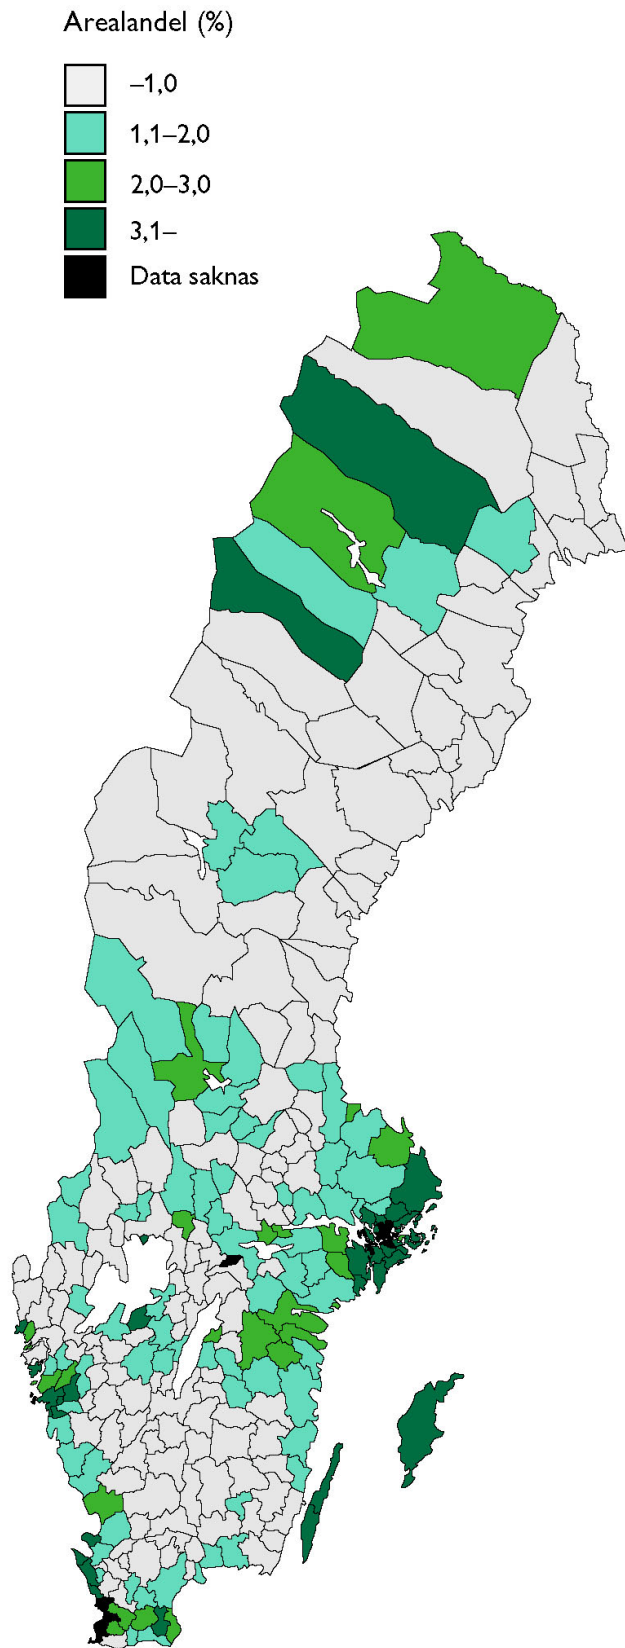 Arealandel (%)
–1,0
1,1–2,0
2,0–3,0
3,1–
Data saknas